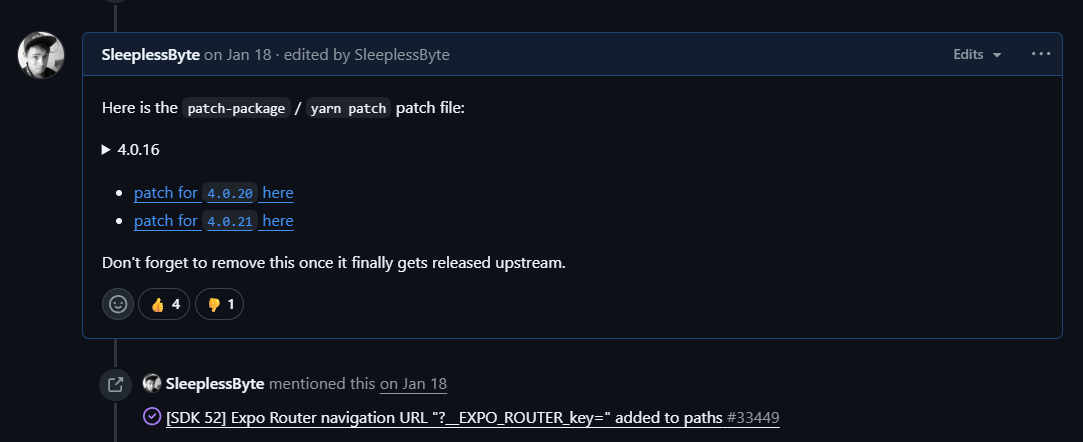 SleeplessByte on Jan 18 · edited by SleeplessByte Edits
Here is the patch-package / yarn patch patch file:
4.0.16
patch for 4.0.20 here
patch for 4.0.21 here
Don't forget to remove this once it finally gets released upstream.
4 1
SleeplessByte mentioned this on Jan 18
[SDK 52] Expo Router navigation URL "?__EXPO_ROUTER_key=" added to paths #33449